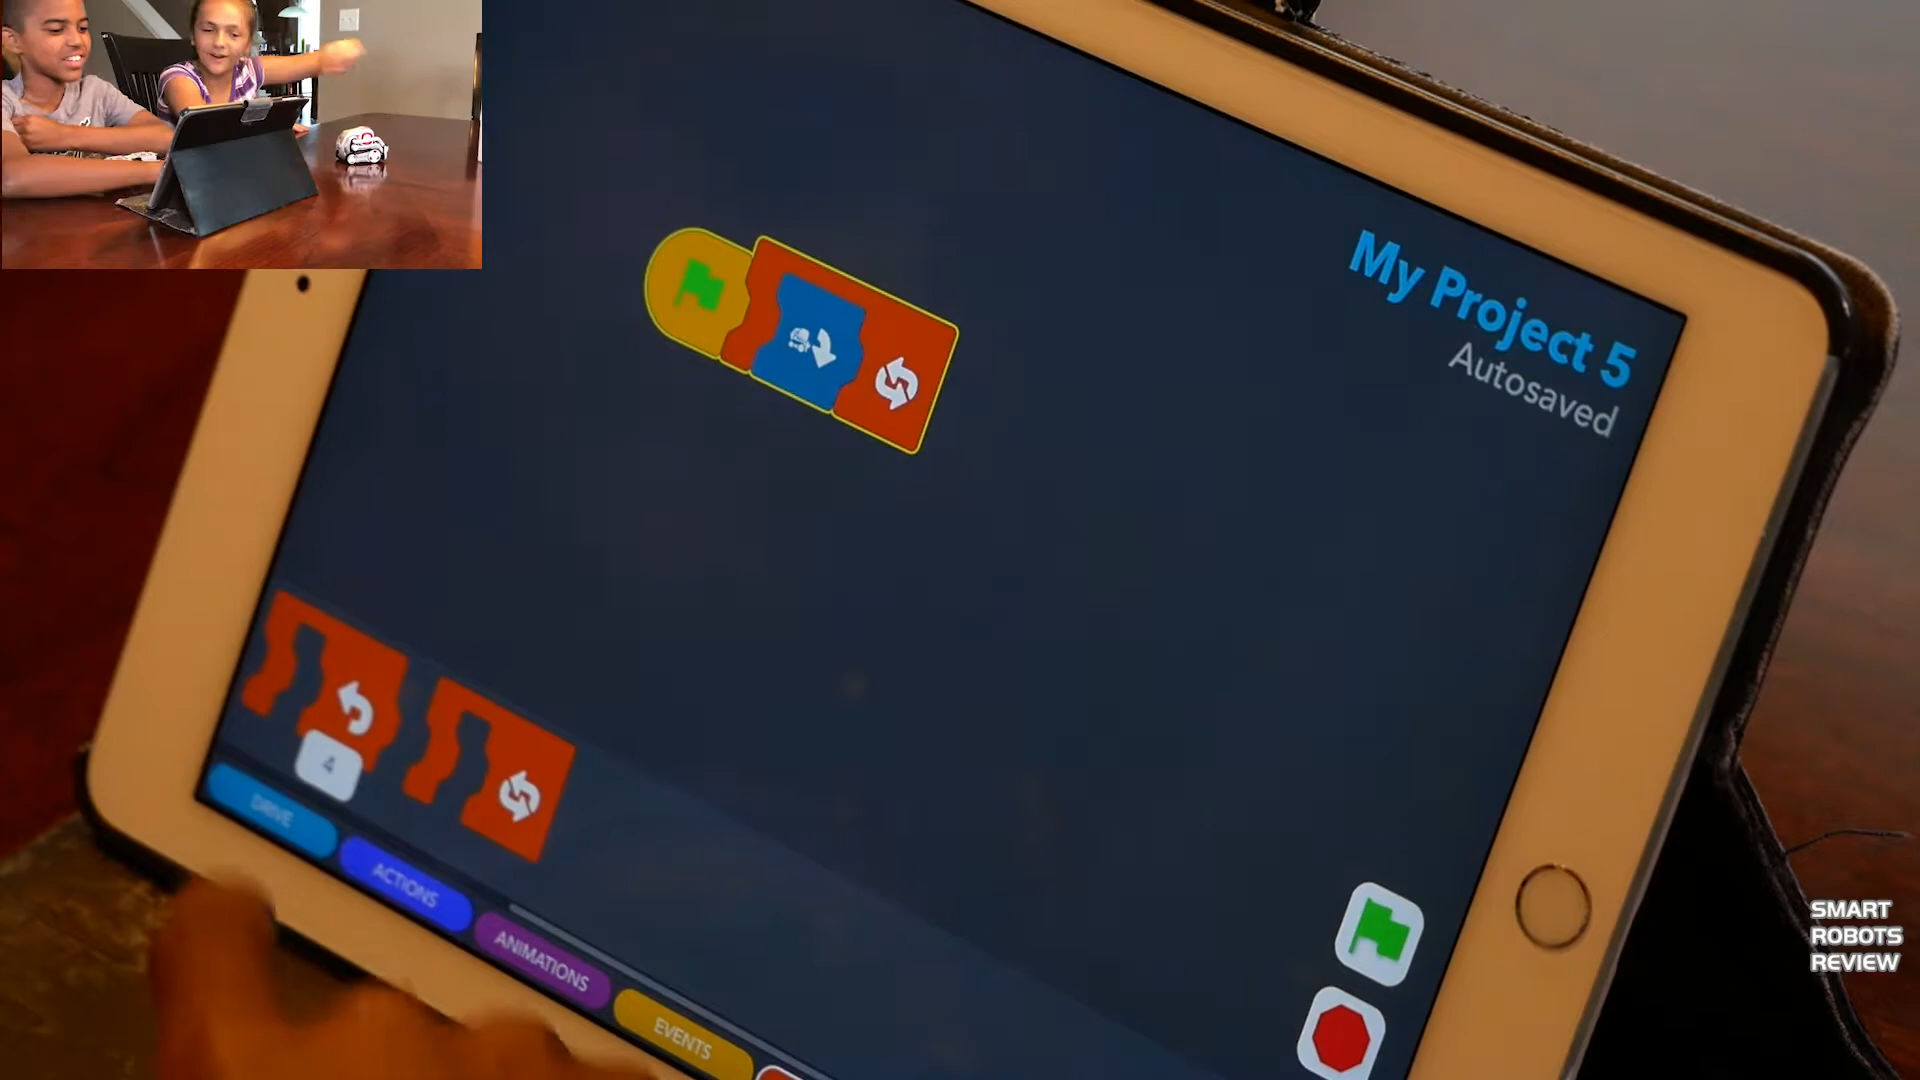 My Project 5
Autosaved
4
DRIVE
ACTIONS
ANIMATIONS
EVENTS
SMART
ROBOTS
REVIEW